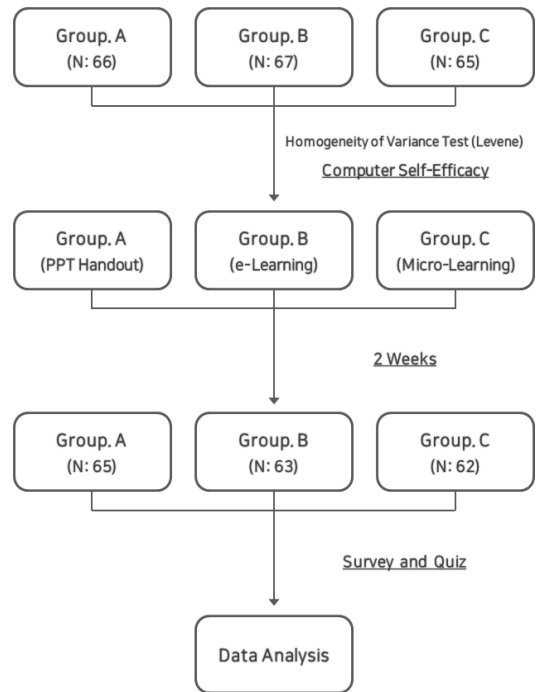 Group. A
(N: 66)
Group. B
(N: 67)
Group. C
(N: 65)
Homogeneity of Variance Test (Levene)
Computer Self-Efficacy
Group. A
(PPT Handout)
Group. B
(e-Learning)
Group. C
(Micro-Learning)
2 Weeks
Group. A
(N: 65)
Group. B
(N: 63)
Group. C
(N: 62)
Survey and Quiz
Data Analysis